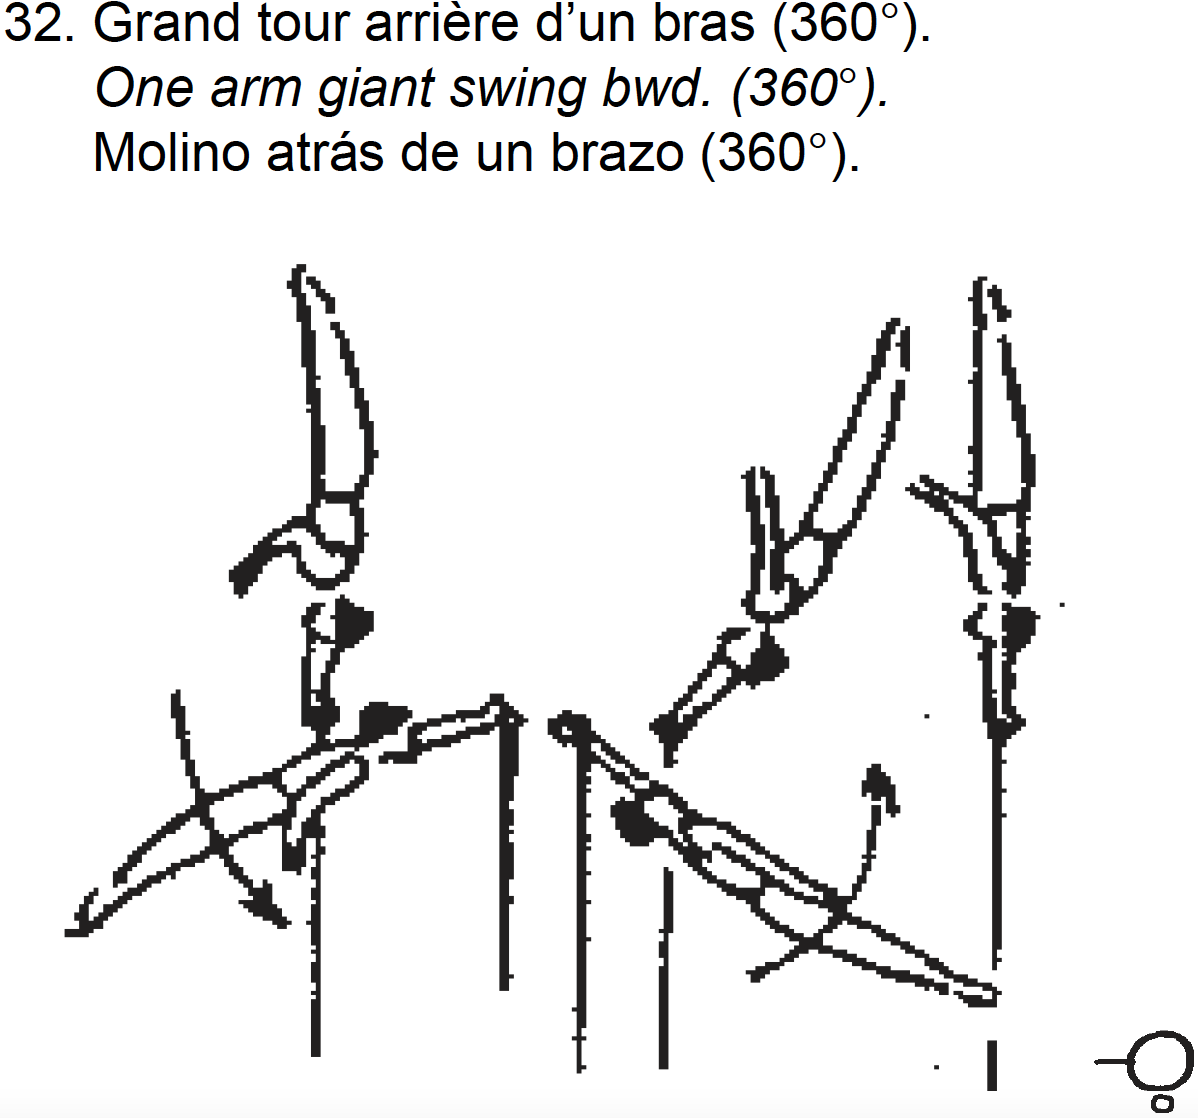 32. Grand tour arrière d’un bras (360°).
One arm giant swing bwd. (360°).
Molino atrás de un brazo (360°).